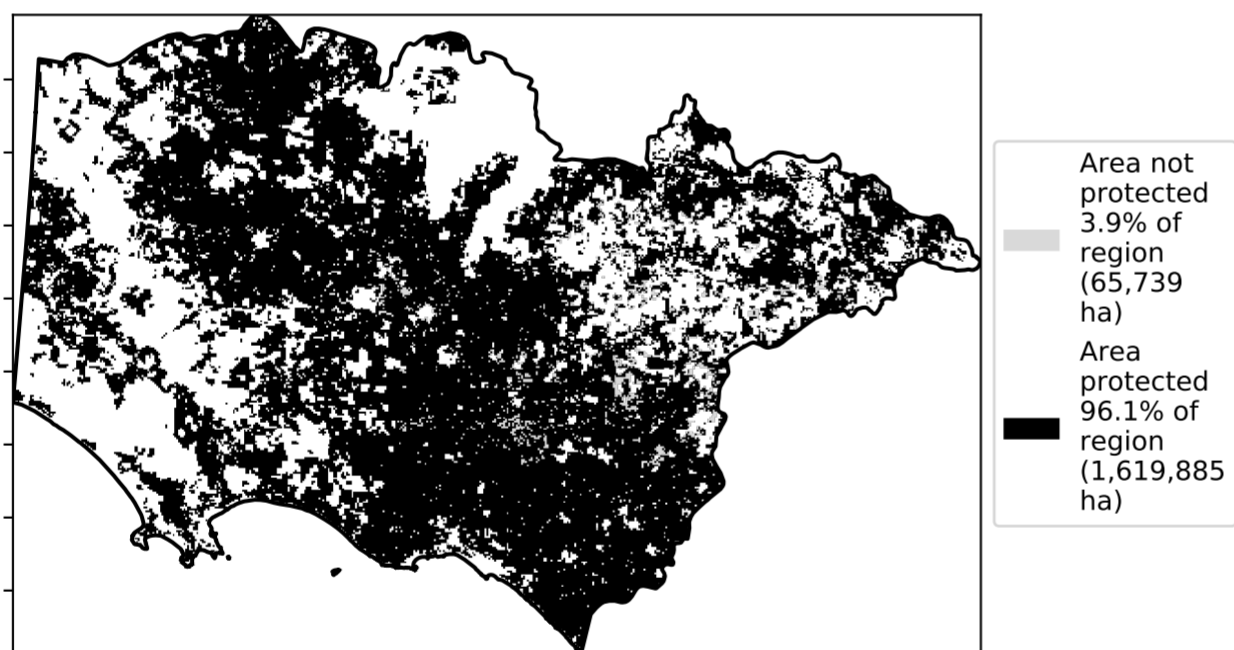 Area not
protected
3.9% of
region
(65,739
ha)
Area
protected
96.1% of
region
(1,619,885
ha)